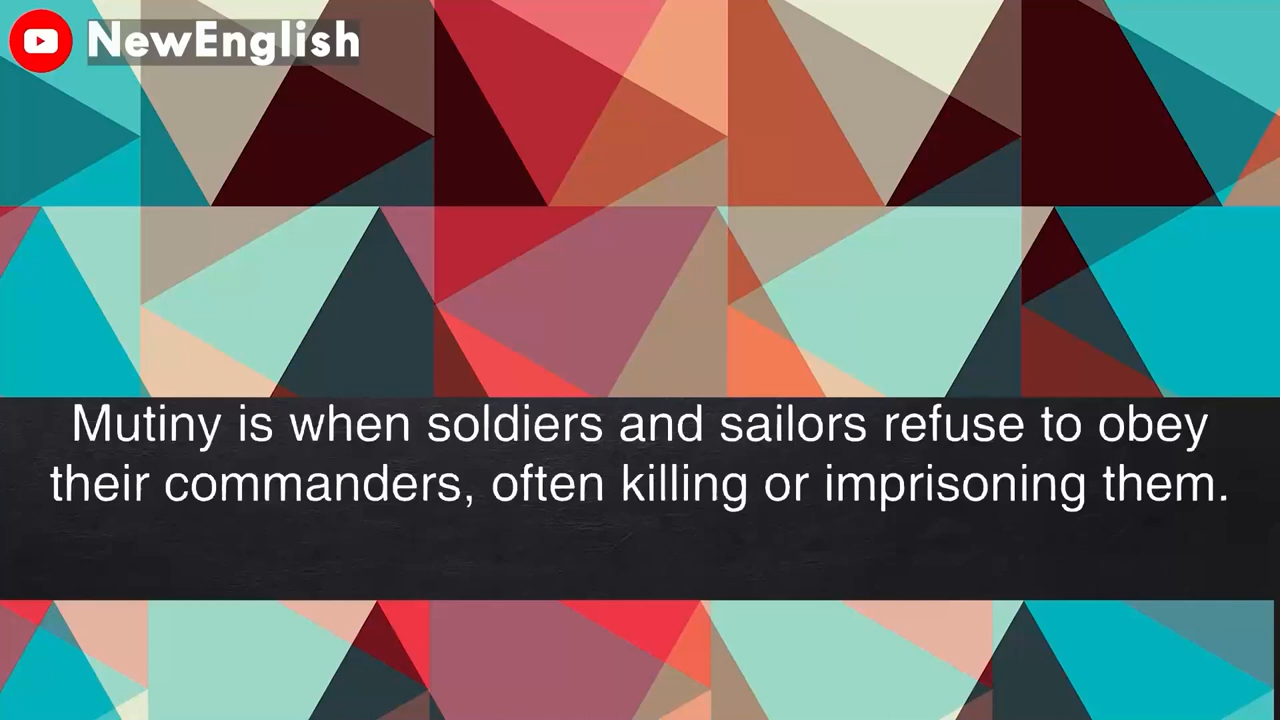 NewEnglish
Mutiny is when soldiers and sailors refuse to obey
their commanders, often killing or imprisoning them.